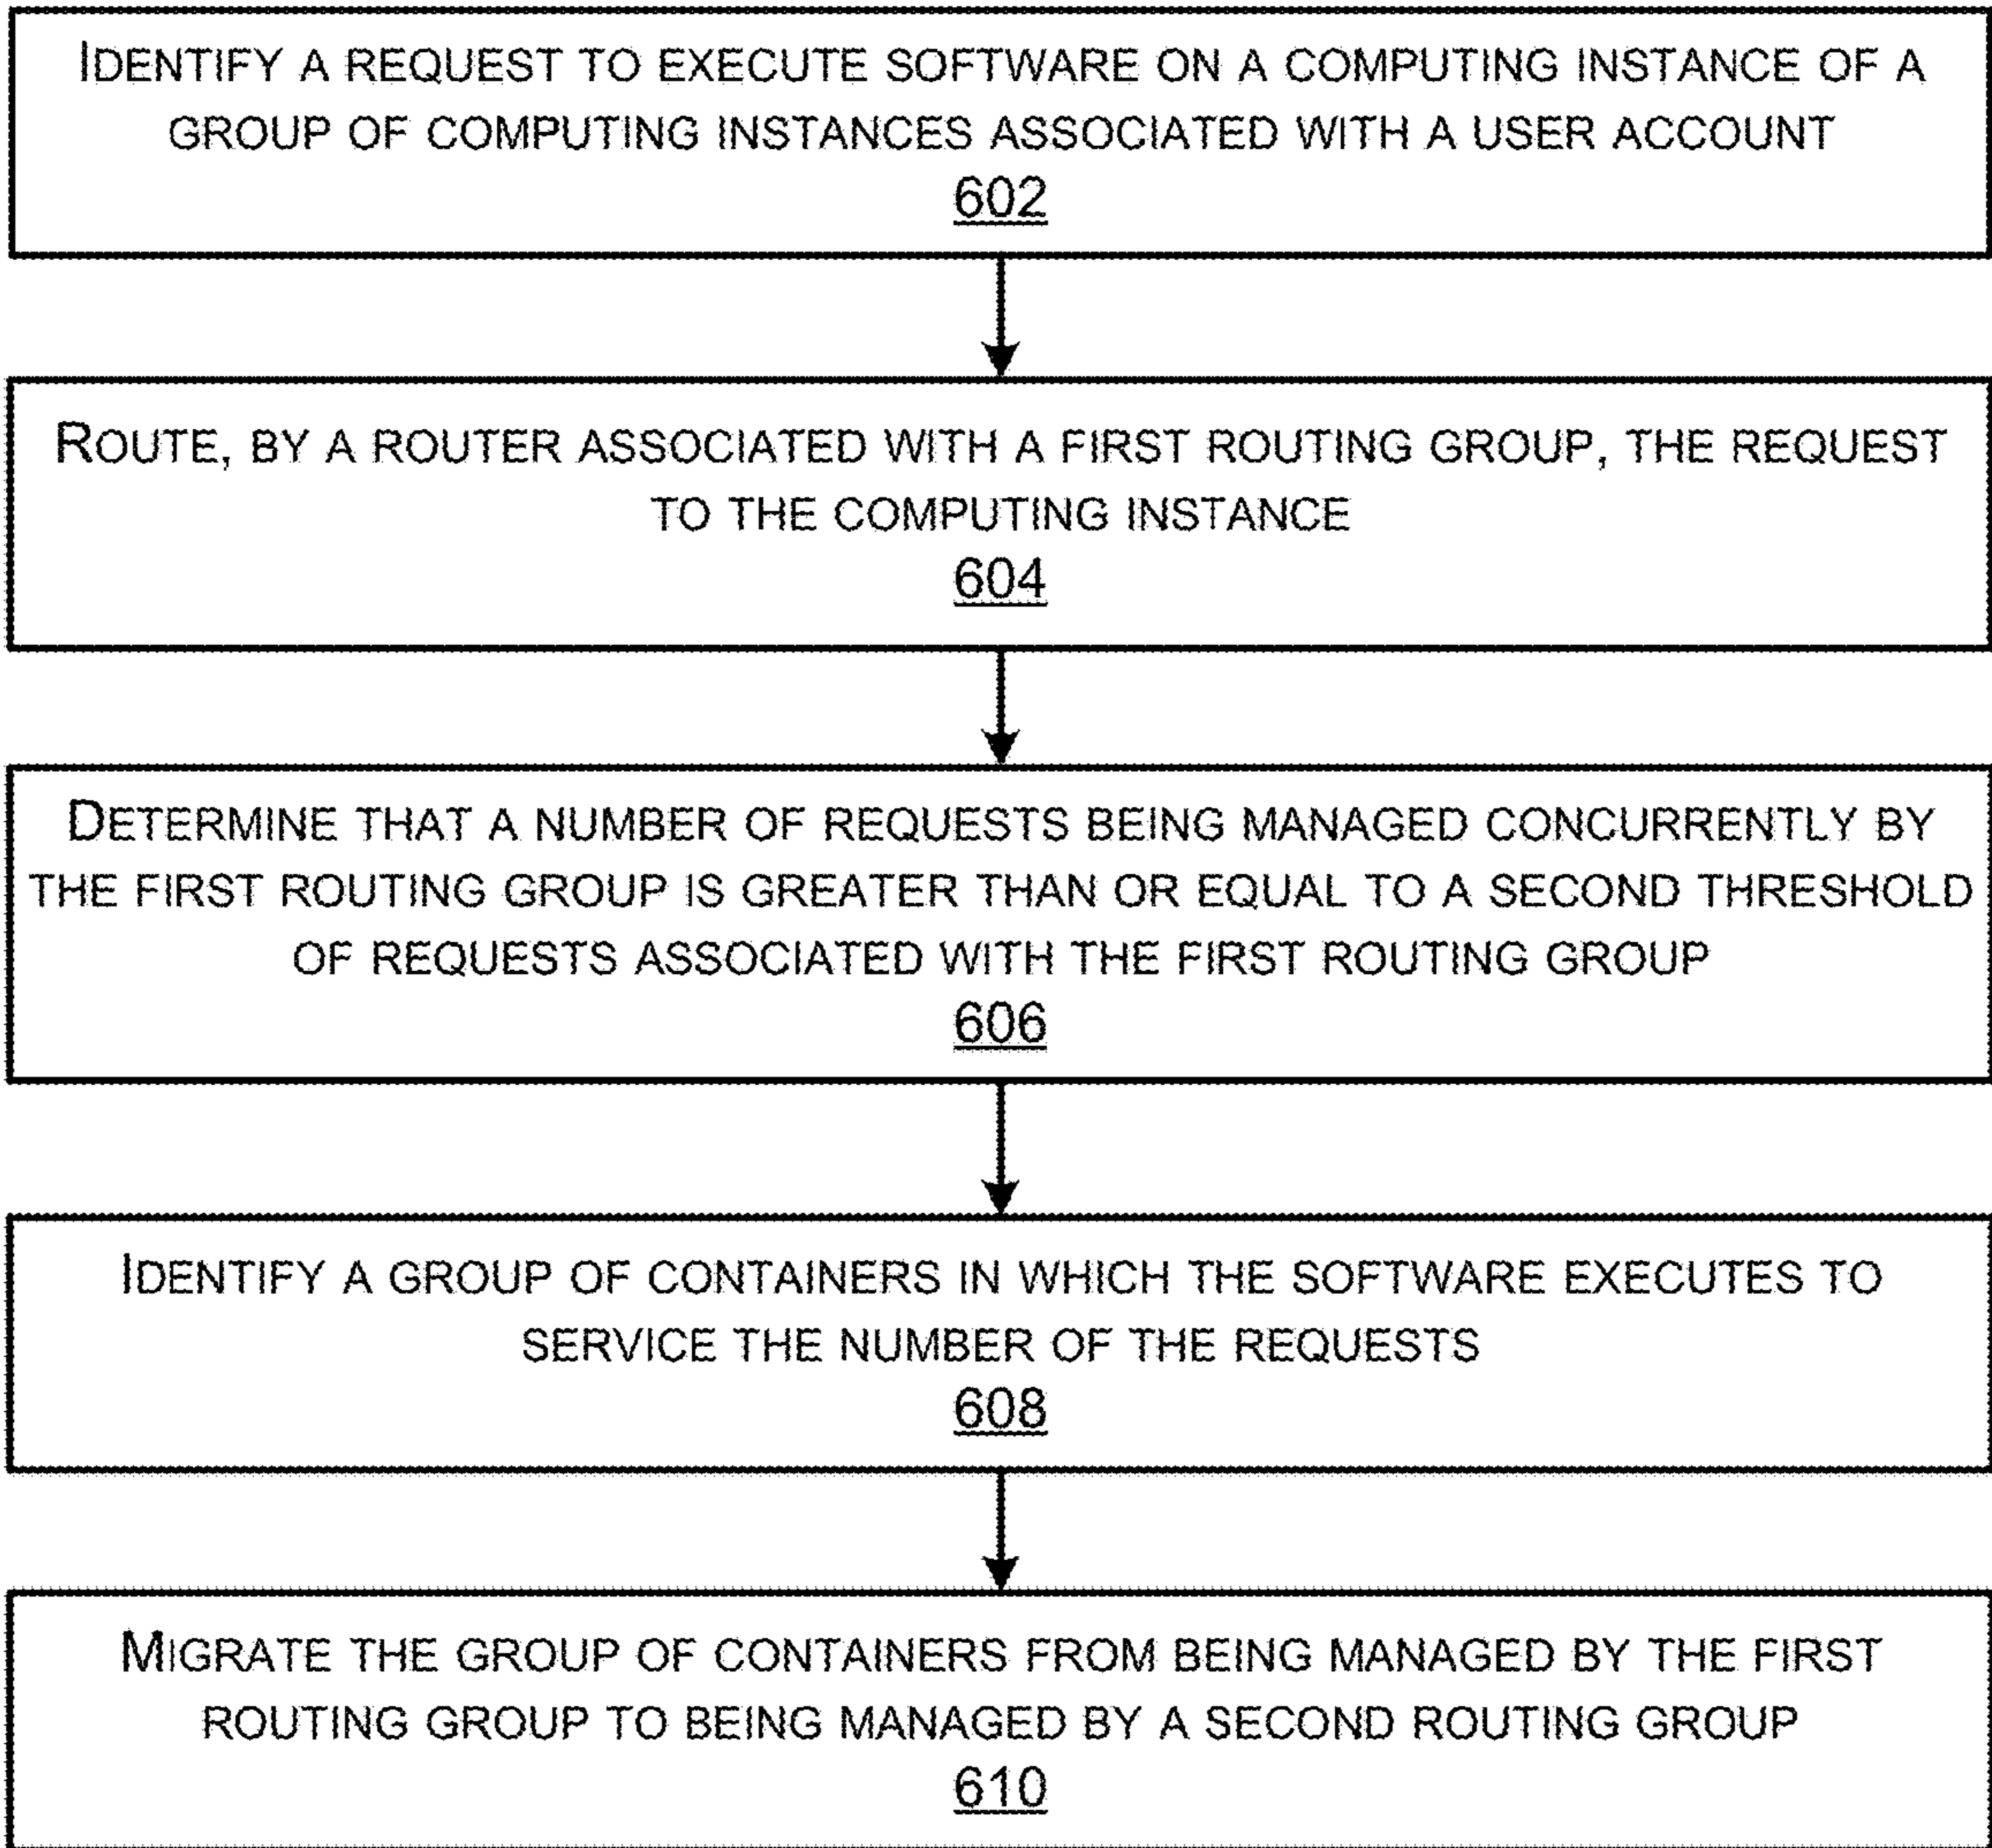 IDENTIFY A REQUEST TO EXECUTE SOFTWARE ON A COMPUTING INSTANCE OF A
GROUP OF COMPUTING INSTANCES ASSOCIATED WITH A USER ACCOUNT
602
ROUTE, BY A ROUTER ASSOCIATED WITH A FIRST ROUTING GROUP, THE REQUEST
TO THE COMPUTING INSTANCE
604
DETERMINE THAT A NUMBER OF REQUESTS BEING MANAGED CONCURRENTLY BY
THE FIRST ROUTING GROUP IS GREATER THAN OR EQUAL TO A SECOND THRESHOLD
OF REQUESTS ASSOCIATED WITH THE FIRST ROUTING GROUP
606
IDENTIFY A GROUP OF CONTAINERS IN WHICH THE SOFTWARE EXECUTES TO
SERVICE THE NUMBER OF THE REQUESTS
608
MIGRATE THE GROUP OF CONTAINERS FROM BEING MANAGED BY THE FIRST
ROUTING GROUP TO BEING MANAGED BY A SECOND ROUTING GROUP
610